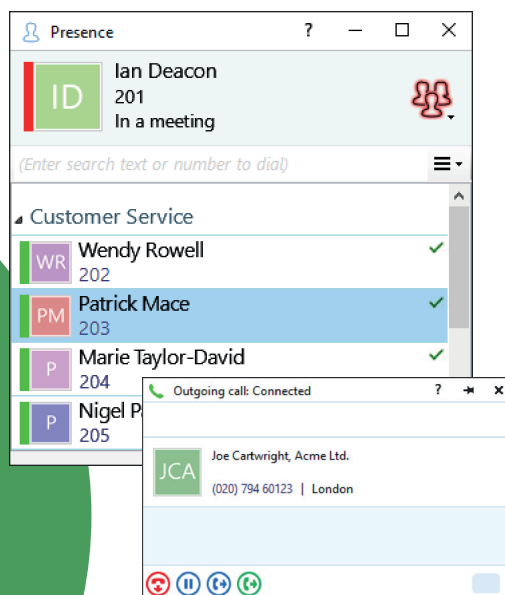 Presence
ID
Ian Deacon
201
In a meeting
(Enter search text or number to dial)
Customer Service
WR
Wendy Rowell
202
PM
Patrick Mace
203
P
Marie Taylor-David
204
P
Nigel P
205
Outgoing call: Connected
JCA
Joe Cartwright, Acme Ltd.
(020) 794 60123 | London